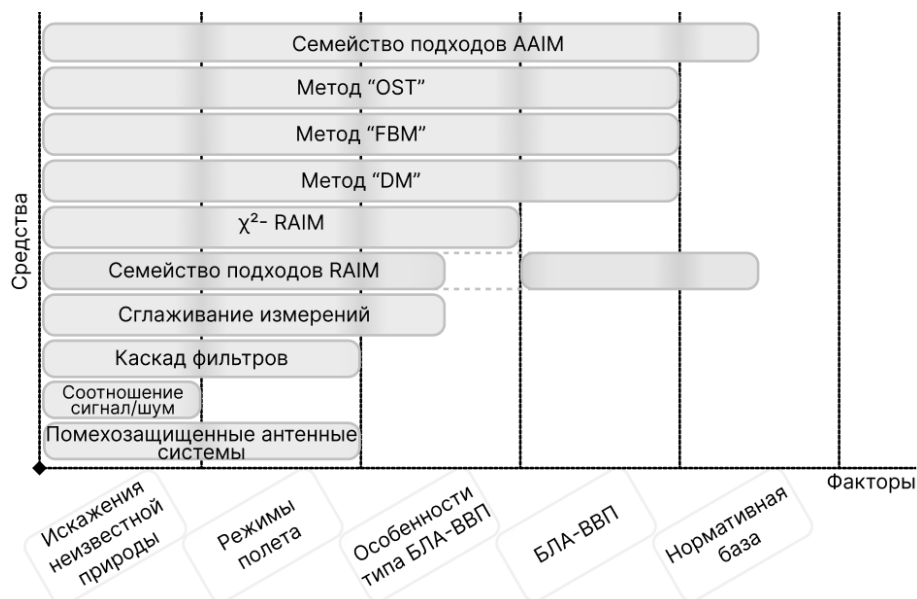 Семейство подходов AAIM
Метод “OST”
Метод “FBM”
Метод “DM”
χ²- RAIM
Семейство подходов RAIM
Сглаживание измерений
Каскад фильтров
Соотношение
сигнал/шум
Помехозащищенные антенные
системы
Средства
Факторы
Искажения
неизвестной
природы
Режимы
полета
Особенности
типа БЛА-ВВП
БЛА-ВВП
Нормативная
база